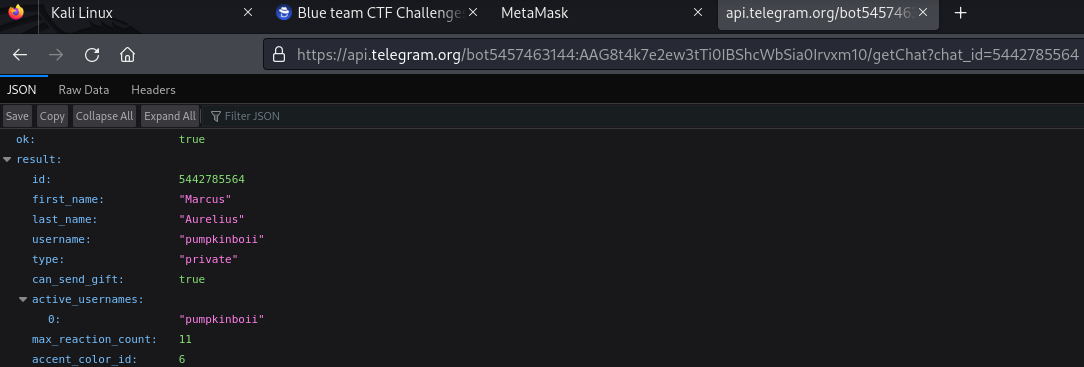 Kali Linux
Blue team CTF Challenge
MetaMask
api.telegram.org/bot545746
https://api.telegram.org/bot5457463144:AAG8t4k7e2ew3tTi0IBShcWbSia0Irvxm10/getChat?chat_id=5442785564
JSON Raw Data Headers
Save Copy Collapse All Expand All Filter JSON
ok: true
result:
id: 5442785564
first_name: "Marcus"
last_name: "Aurelius"
username: "pumpkinboii"
type: "private"
can_send_gift: true
active_usernames:
0: "pumpkinboii"
max_reaction_count: 11
accent_color_id: 6